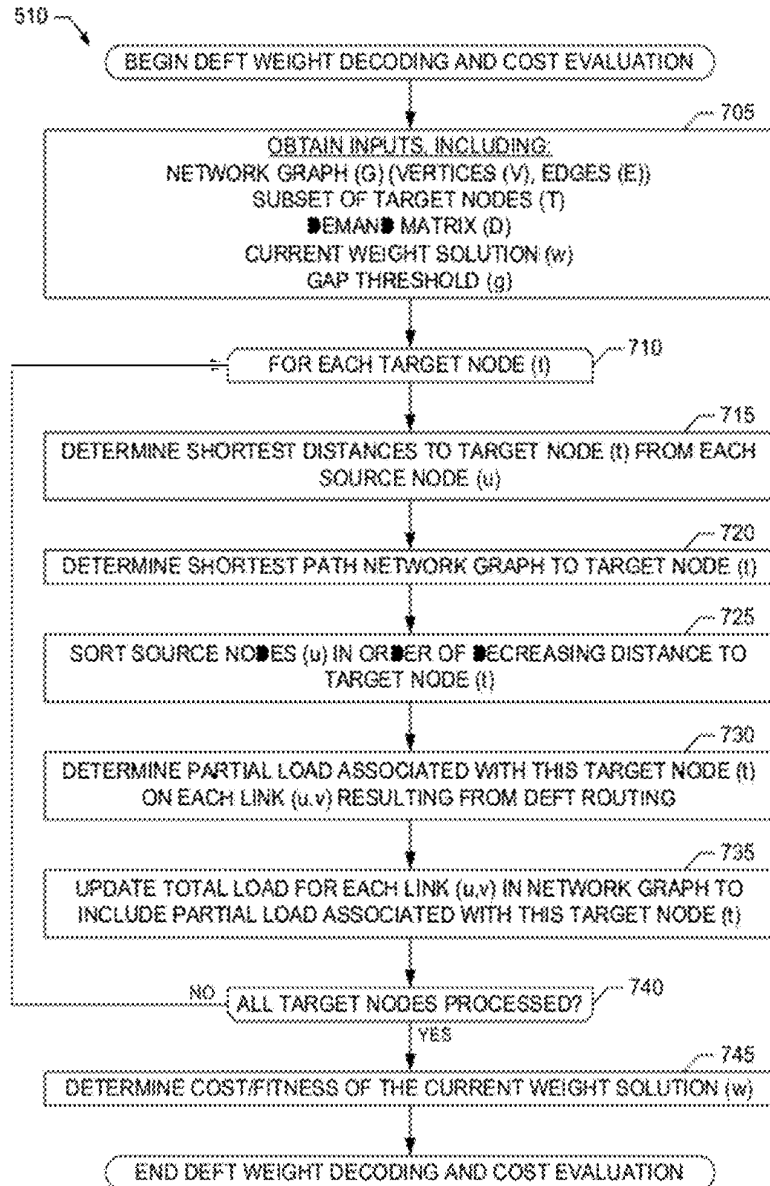 510
BEGIN DEFT WEIGHT DECODING AND COST EVALUATION
705
OBTAIN INPUTS, INCLUDING:
NETWORK GRAPH (G) (VERTICES (V), EDGES (E))
SUBSET OF TARGET NODES (T)
DEMAND MATRIX (D)
CURRENT WEIGHT SOLUTION (w)
GAP THRESHOLD (g)
710
FOR EACH TARGET NODE (t)
715
DETERMINE SHORTEST DISTANCES TO TARGET NODE (t) FROM EACH
SOURCE NODE (u)
720
DETERMINE SHORTEST PATH NETWORK GRAPH TO TARGET NODE (t)
725
SORT SOURCE NODES (u) IN ORDER OF DECREASING DISTANCE TO
TARGET NODE (t)
730
DETERMINE PARTIAL LOAD ASSOCIATED WITH THIS TARGET NODE (t)
ON EACH LINK (u,v) RESULTING FROM DEFT ROUTING
735
UPDATE TOTAL LOAD FOR EACH LINK (u,v) IN NETWORK GRAPH TO
INCLUDE PARTIAL LOAD ASSOCIATED WITH THIS TARGET NODE (t)
740
NO
ALL TARGET NODES PROCESSED?
YES
745
DETERMINE COST/FITNESS OF THE CURRENT WEIGHT SOLUTION (w)
END DEFT WEIGHT DECODING AND COST EVALUATION